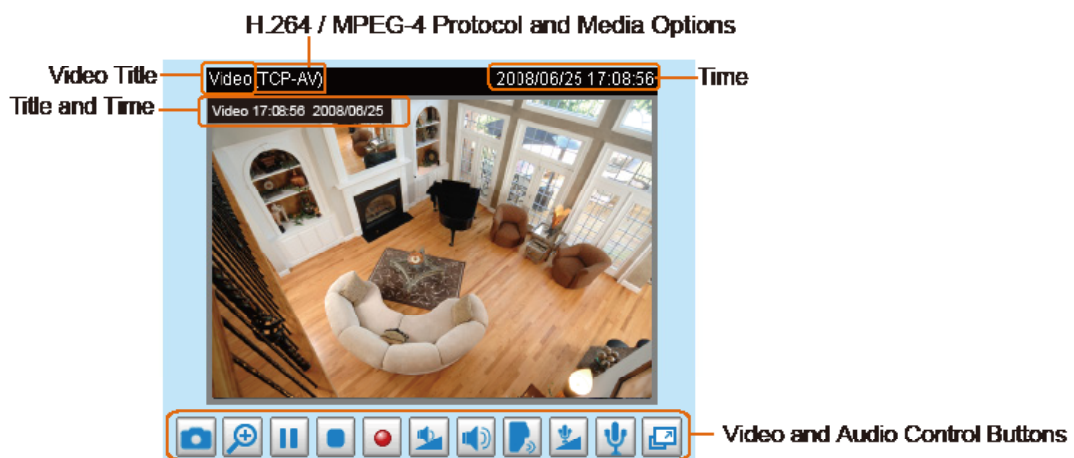 H.264 / MPEG-4 Protocol and Media Options
Video Title
Video (TCP-AV)
2008/06/25 17:08:56
Time
Title and Time
Video 17:08:56 2008/06/25
Video and Audio Control Buttons